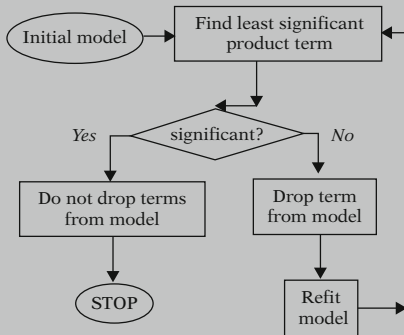 Initial model
Find least significant
product term
significant?
Yes
No
Do not drop terms
from model
Drop term
from model
STOP
Refit
model